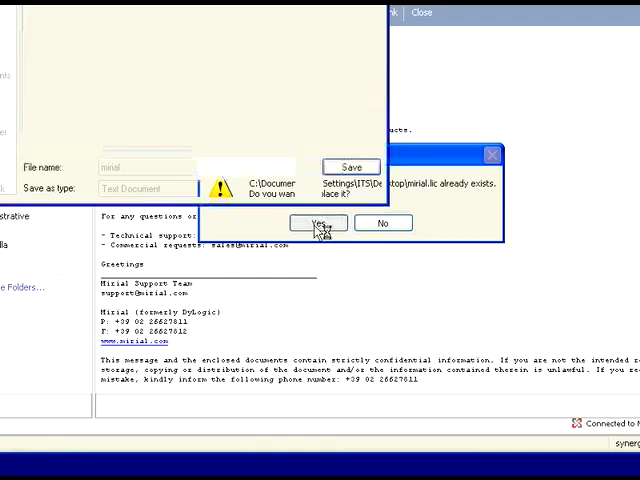 Close
ucts.
File name:
mirial
Save
Save as type:
Text Document
C:\Documer Settings\ITS\De ktop\mirial.lic already exists.
Do you wan lace it?
Yes
No
strative
For any questions or
- Technical support:
- Commercial requests: sales@mirial.com
Greetings
e Folders...
Mirial Support Team
support@mirial.com
Mirial (formerly DyLogic)
P: +39 02 26627811
F: +39 02 26627812
www.mirial.com
This message and the enclosed documents contain strictly confidential information. If you are not the intended re
storage, copying or distribution of the document and/or the information contained therein is unlawful. If you rec
mistake, kindly inform the following phone number: +39 02 26627811
Connected to M
synerg